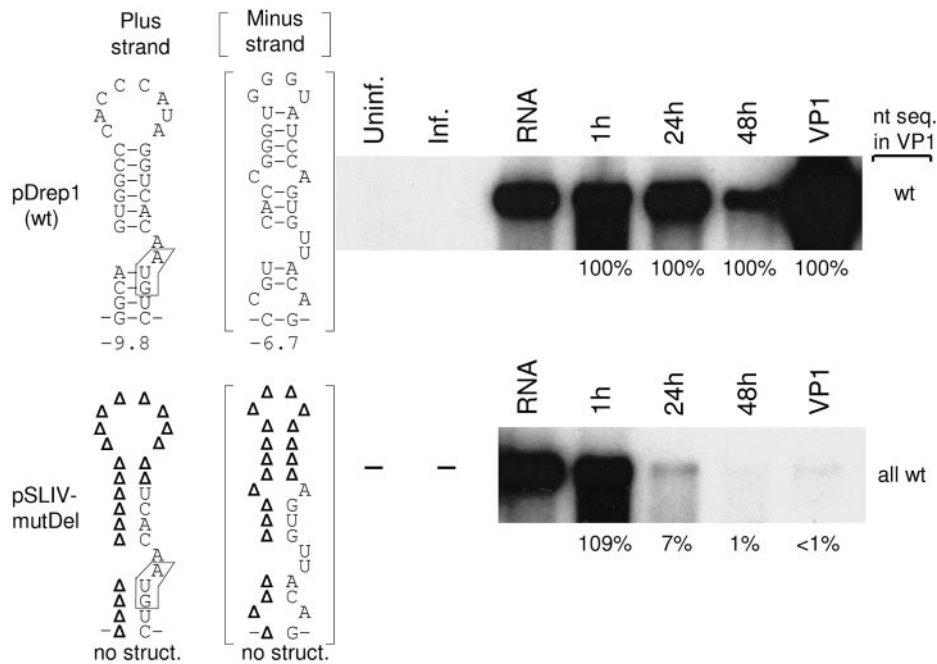 Plus strand
Minus strand
Uninf.
Inf.
RNA
1h
24h
48h
VP1
nt seq. in VP1
pDrep1 (wt)
C C
C A
A U
C A
C–G
C–G
G–U
G–C
U–A
G–C
A
A
A–U
C–G
G–U
–G–C–
–9.8
G G
G U
U–A
G–U
G–C
G–C
C A
C–G
A–U
C–G
U
U
U–A
G–C
C A
–C–G–
–6.7
wt
100%
100%
100%
100%
RNA
1h
24h
48h
VP1
pSLIV-mutDel
Δ Δ
Δ Δ
Δ Δ
Δ Δ
Δ Δ
Δ Δ
Δ U
Δ C
Δ A
Δ C
A
A
Δ U
Δ G
Δ U
–Δ C–
no struct.
Δ Δ
Δ Δ
Δ Δ
Δ Δ
Δ Δ
Δ Δ
Δ A
Δ G
Δ U
Δ G
U
U
Δ A
Δ C
Δ A
–Δ G–
no struct.
–
–
all wt
109%
7%
1%
<1%